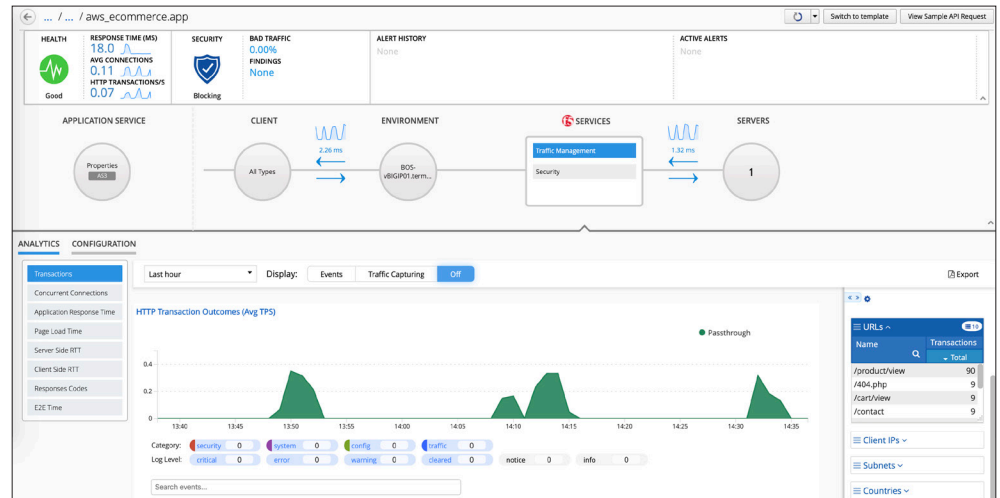 ... / ... / aws_ecommerce.app
Switch to template
View Sample API Request
HEALTH
Good
RESPONSE TIME (MS)
18.0
AVG CONNECTIONS
0.11
HTTP TRANSACTIONS/S
0.07
SECURITY
Blocking
BAD TRAFFIC
0.00%
FINDINGS
None
ALERT HISTORY
None
ACTIVE ALERTS
None
APPLICATION SERVICE
CLIENT
ENVIRONMENT
f5 SERVICES
SERVERS
Properties
AS3
All Types
2.26 ms
BOS-
vBIGIP01.term...
Traffic Management
Security
1.32 ms
1
ANALYTICS CONFIGURATION
Transactions
Concurrent Connections
Application Response Time
Page Load Time
Server Side RTT
Client Side RTT
Responses Codes
E2E Time
Last hour
Display: Events Traffic Capturing Off
Export
HTTP Transaction Outcomes (Avg TPS)
Passthrough
0.4
0.2
0
13:40 13:45 13:50 13:55 14:00 14:05 14:10 14:15 14:20 14:25 14:30 14:35
Category: security 0 system 0 config 0 traffic 0
Log Level: critical 0 error 0 warning 0 cleared 0 notice 0 info 0
Search events...
URLs 10
Name Transactions
Total
/product/view 90
/404.php 9
/cart/view 9
/contact 9
Client IPs
Subnets
Countries